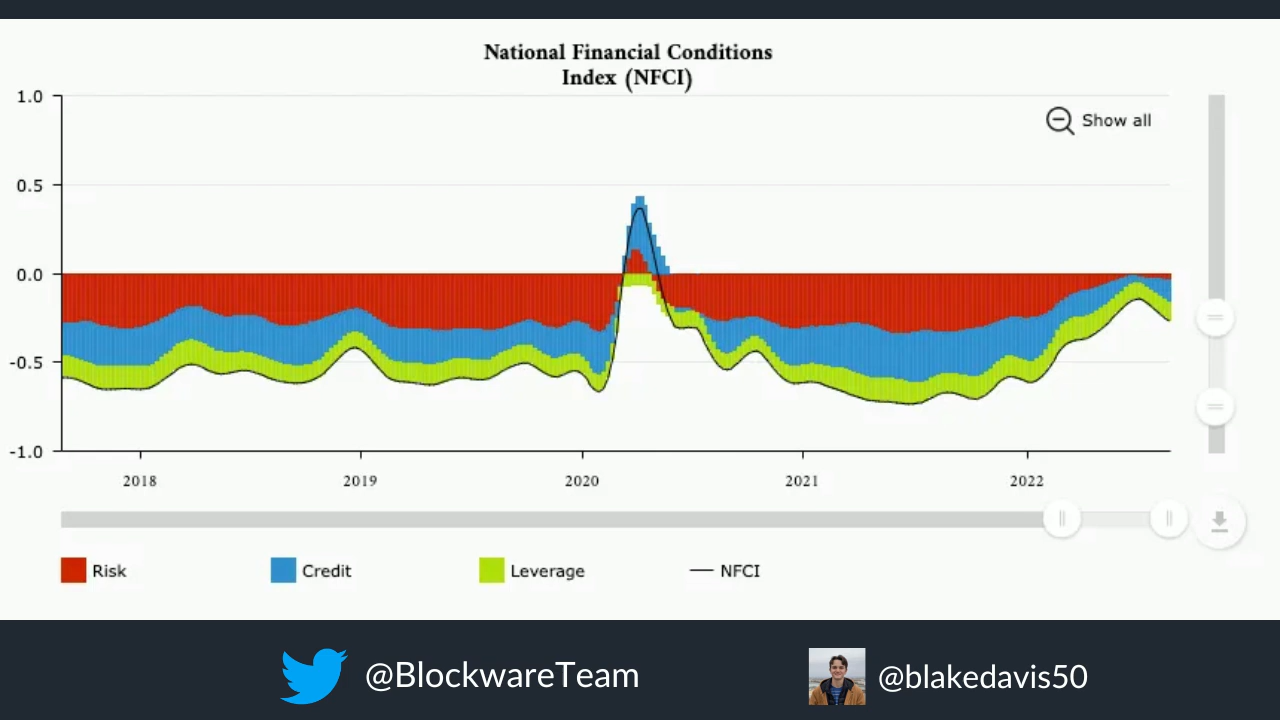 National Financial Conditions
Index (NFCI)
1.0
Show all
0.5
0.0
-0.5
-1.0
2018 2019 2020 2021 2022
Risk Credit Leverage NFCI
@BlockwareTeam @blakedavis50